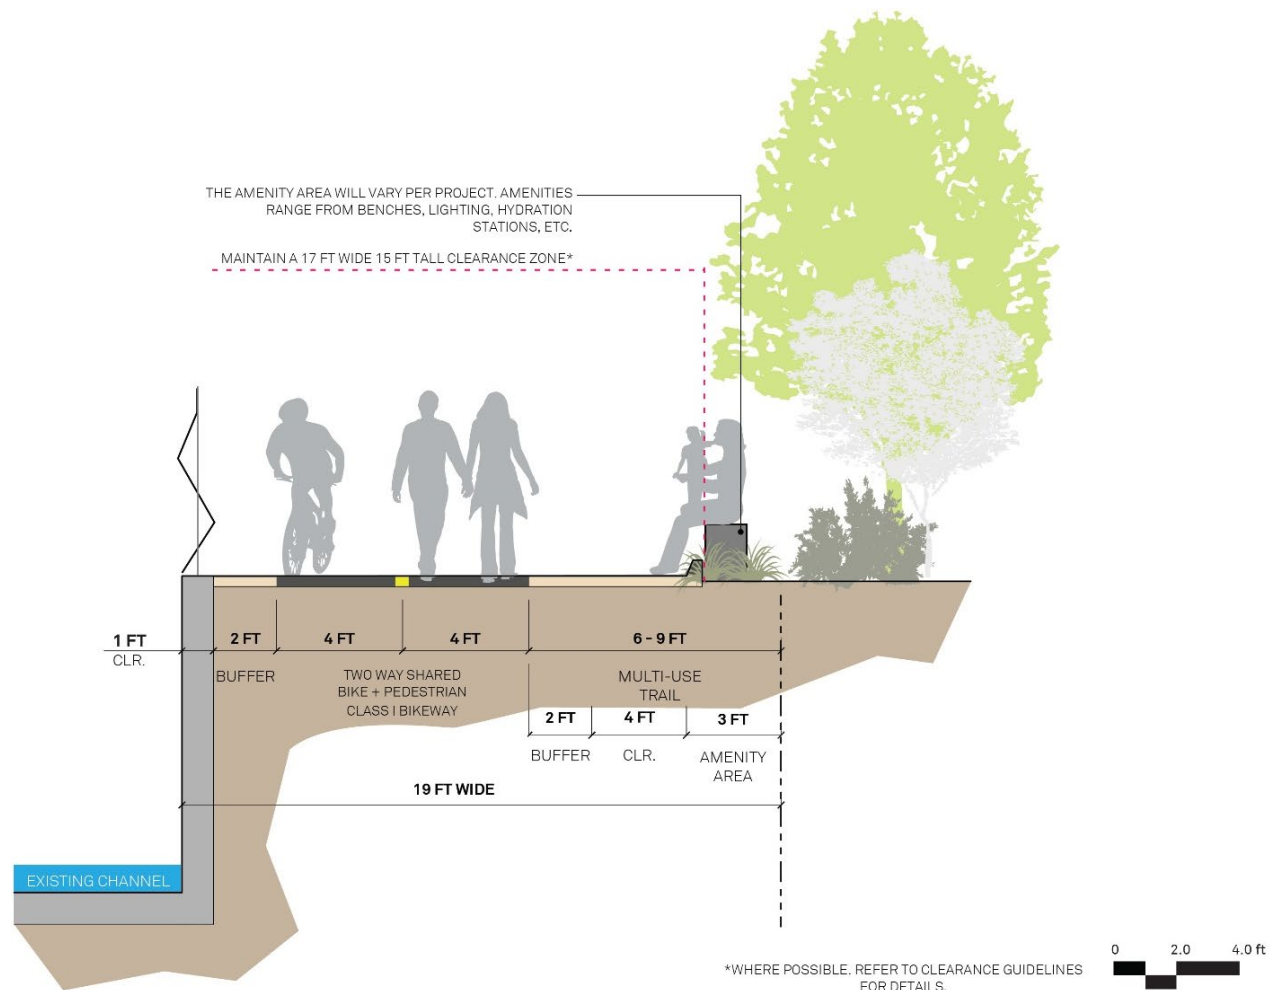 THE AMENITY AREA WILL VARY PER PROJECT. AMENITIES
RANGE FROM BENCHES, LIGHTING, HYDRATION
STATIONS, ETC.
MAINTAIN A 17 FT WIDE 15 FT TALL CLEARANCE ZONE*
1 FT
CLR.
2 FT
BUFFER
4 FT
4 FT
TWO WAY SHARED
BIKE + PEDESTRIAN
CLASS I BIKEWAY
6 - 9 FT
MULTI-USE
TRAIL
2 FT
BUFFER
4 FT
CLR.
3 FT
AMENITY
AREA
19 FT WIDE
EXISTING CHANNEL
*WHERE POSSIBLE. REFER TO CLEARANCE GUIDELINES
FOR DETAILS.
0 2.0 4.0 ft